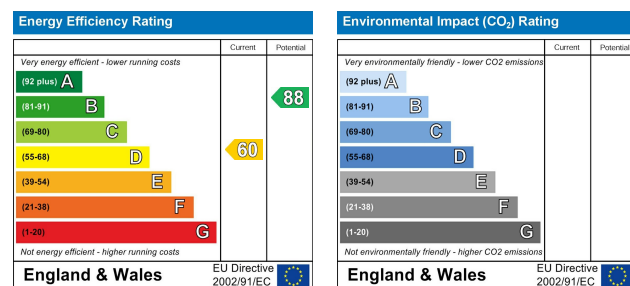 Energy Efficiency Rating
Current Potential
Very energy efficient - lower running costs
(92 plus) A
(81-91) B
(69-80) C
(55-68) D
(39-54) E
(21-38) F
(1-20) G
88
60
Not energy efficient - higher running costs
England & Wales
EU Directive
2002/91/EC
Environmental Impact (CO₂) Rating
Current Potential
Very environmentally friendly - lower CO2 emissions
(92 plus) A
(81-91) B
(69-80) C
(55-68) D
(39-54) E
(21-38) F
(1-20) G
Not environmentally friendly - higher CO2 emissions
England & Wales
EU Directive
2002/91/EC